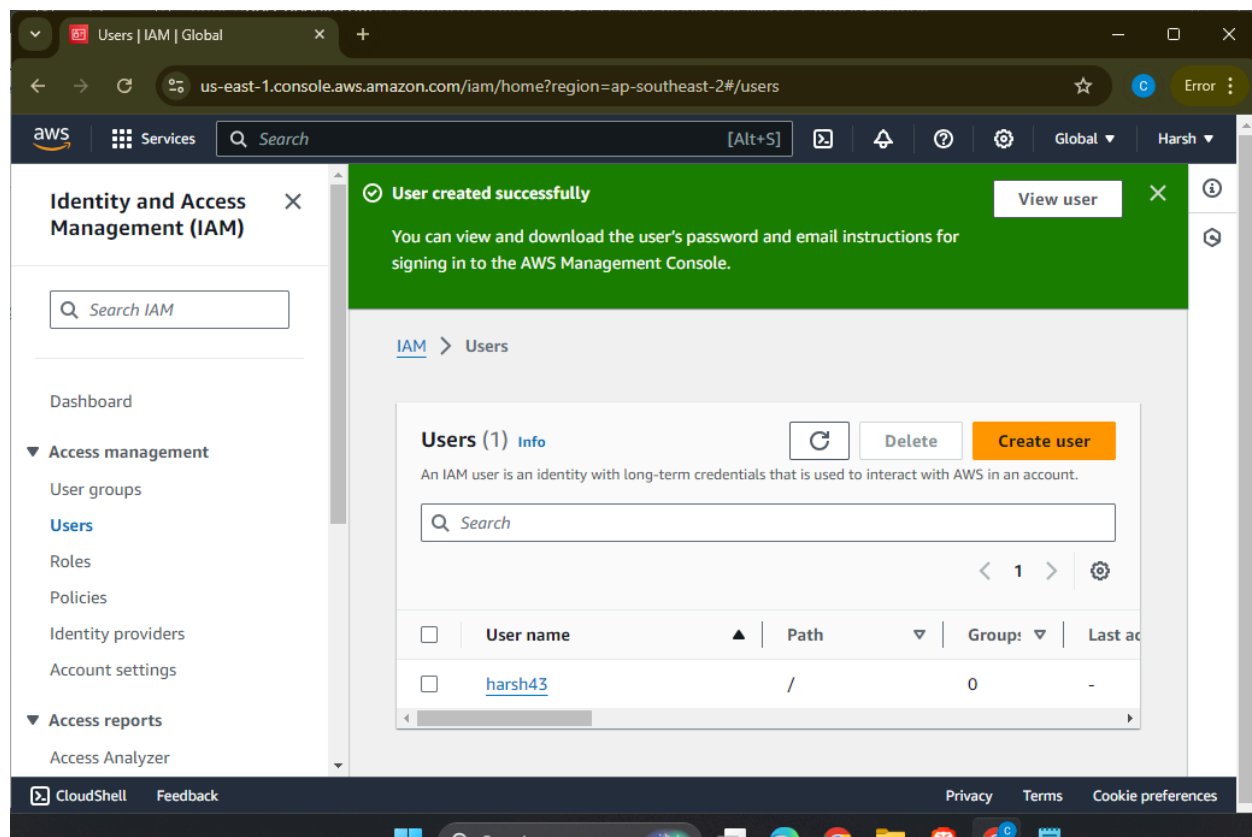 Users | IAM | Global
us-east-1.console.aws.amazon.com/iam/home?region=ap-southeast-2#/users
C
Error
aws
Services
Search
[Alt+S]
Global
Harsh
Identity and Access
Management (IAM)
Search IAM
Dashboard
Access management
User groups
Users
Roles
Policies
Identity providers
Account settings
Access reports
Access Analyzer
User created successfully
View user
You can view and download the user's password and email instructions for
signing in to the AWS Management Console.
IAM > Users
Users (1) Info
Delete
Create user
An IAM user is an identity with long-term credentials that is used to interact with AWS in an account.
Search
1
User name
Path
Last
harsh43
/
0
-
CloudShell
Feedback
Privacy
Terms
Cookie preferences
C